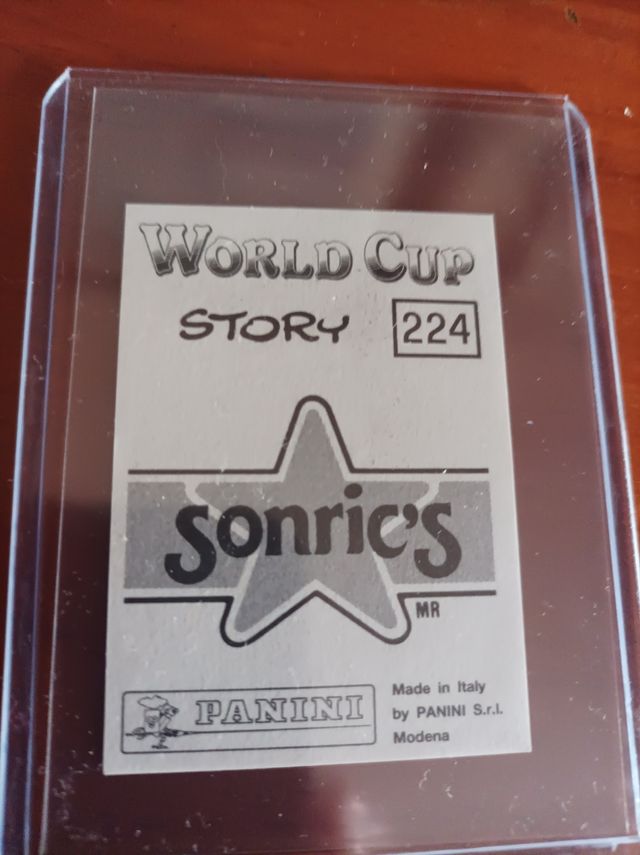 WORLD CUP
STORY 224
sonric's
MR
PANINI
Made in Italy
by PANINI S.r.l.
Modena